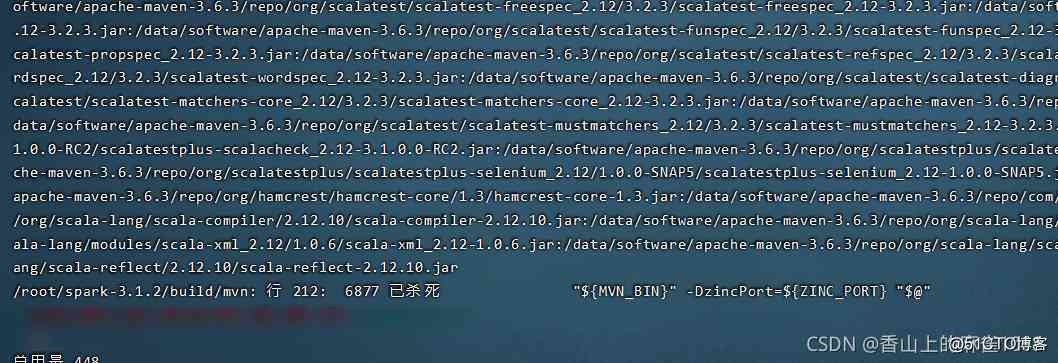 oftware/apache-maven-3.6.3/repo/org/scalatest/scalatest-freespec_2.12/3.2.3/scalatest-freespec_2.12-3.2.3.jar:/data/soft
.12-3.2.3.jar:/data/software/apache-maven-3.6.3/repo/org/scalatest/scalatest-funspec_2.12/3.2.3/scalatest-funspec_2.12-3
calatest-propspec_2.12-3.2.3.jar:/data/software/apache-maven-3.6.3/repo/org/scalatest/scalatest-refspec_2.12/3.2.3/scala
rdspec_2.12/3.2.3/scalatest-wordspec_2.12-3.2.3.jar:/data/software/apache-maven-3.6.3/repo/org/scalatest/scalatest-diagr
calatest/scalatest-matchers-core_2.12/3.2.3/scalatest-matchers-core_2.12-3.2.3.jar:/data/software/apache-maven-3.6.3/rep
data/software/apache-maven-3.6.3/repo/org/scalatest/scalatest-mustmatchers_2.12/3.2.3/scalatest-mustmatchers_2.12-3.2.3.
1.0.0-RC2/scalatestplus-scalacheck_2.12-3.1.0.0-RC2.jar:/data/software/apache-maven-3.6.3/repo/org/scalatestplus/scalate
che-maven-3.6.3/repo/org/scalatestplus/scalatestplus-selenium_2.12/1.0.0-SNAP5/scalatestplus-selenium_2.12-1.0.0-SNAP5.j
apache-maven-3.6.3/repo/org/hamcrest/hamcrest-core/1.3/hamcrest-core-1.3.jar:/data/software/apache-maven-3.6.3/repo/com/
/org/scala-lang/scala-compiler/2.12.10/scala-compiler-2.12.10.jar:/data/software/apache-maven-3.6.3/repo/org/scala-lang/
ala-lang/modules/scala-xml_2.12/1.0.6/scala-xml_2.12-1.0.6.jar:/data/software/apache-maven-3.6.3/repo/org/scala-lang/sca
ang/scala-reflect/2.12.10/scala-reflect-2.12.10.jar
/root/spark-3.1.2/build/mvn: 行 212: 6877 已杀死 "${MVN_BIN}" -DzincPort=${ZINC_PORT} "$@"
总用量 448
CSDN @香山上的
@51CTO博客